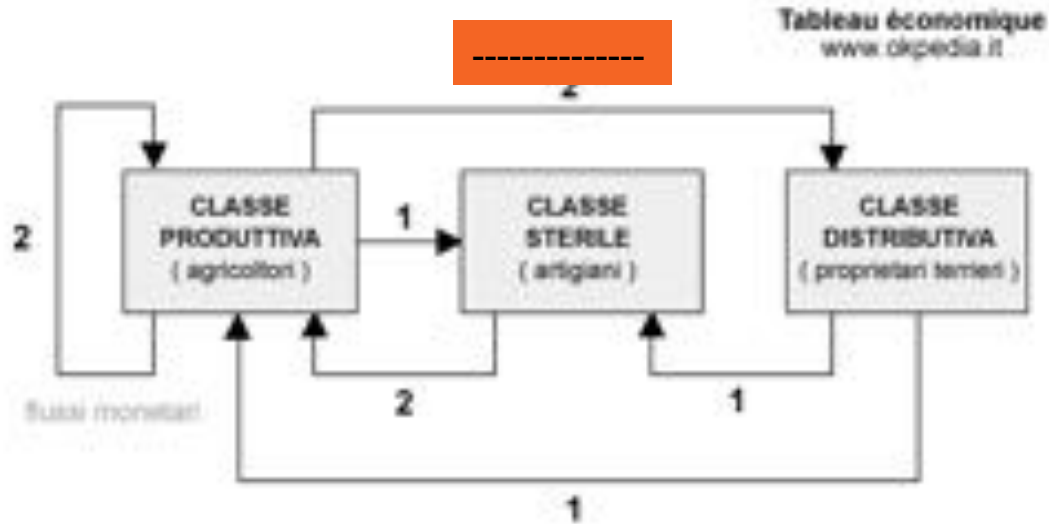 Tableau économique
www.okpedia.it
--------------
2
CLASSE
PRODUTTIVA
( agricoltori )
1
CLASSE
STERILE
( artigiani )
CLASSE
DISTRIBUTIVA
( proprietari terrieri )
2
flussi monetari
2
1
1